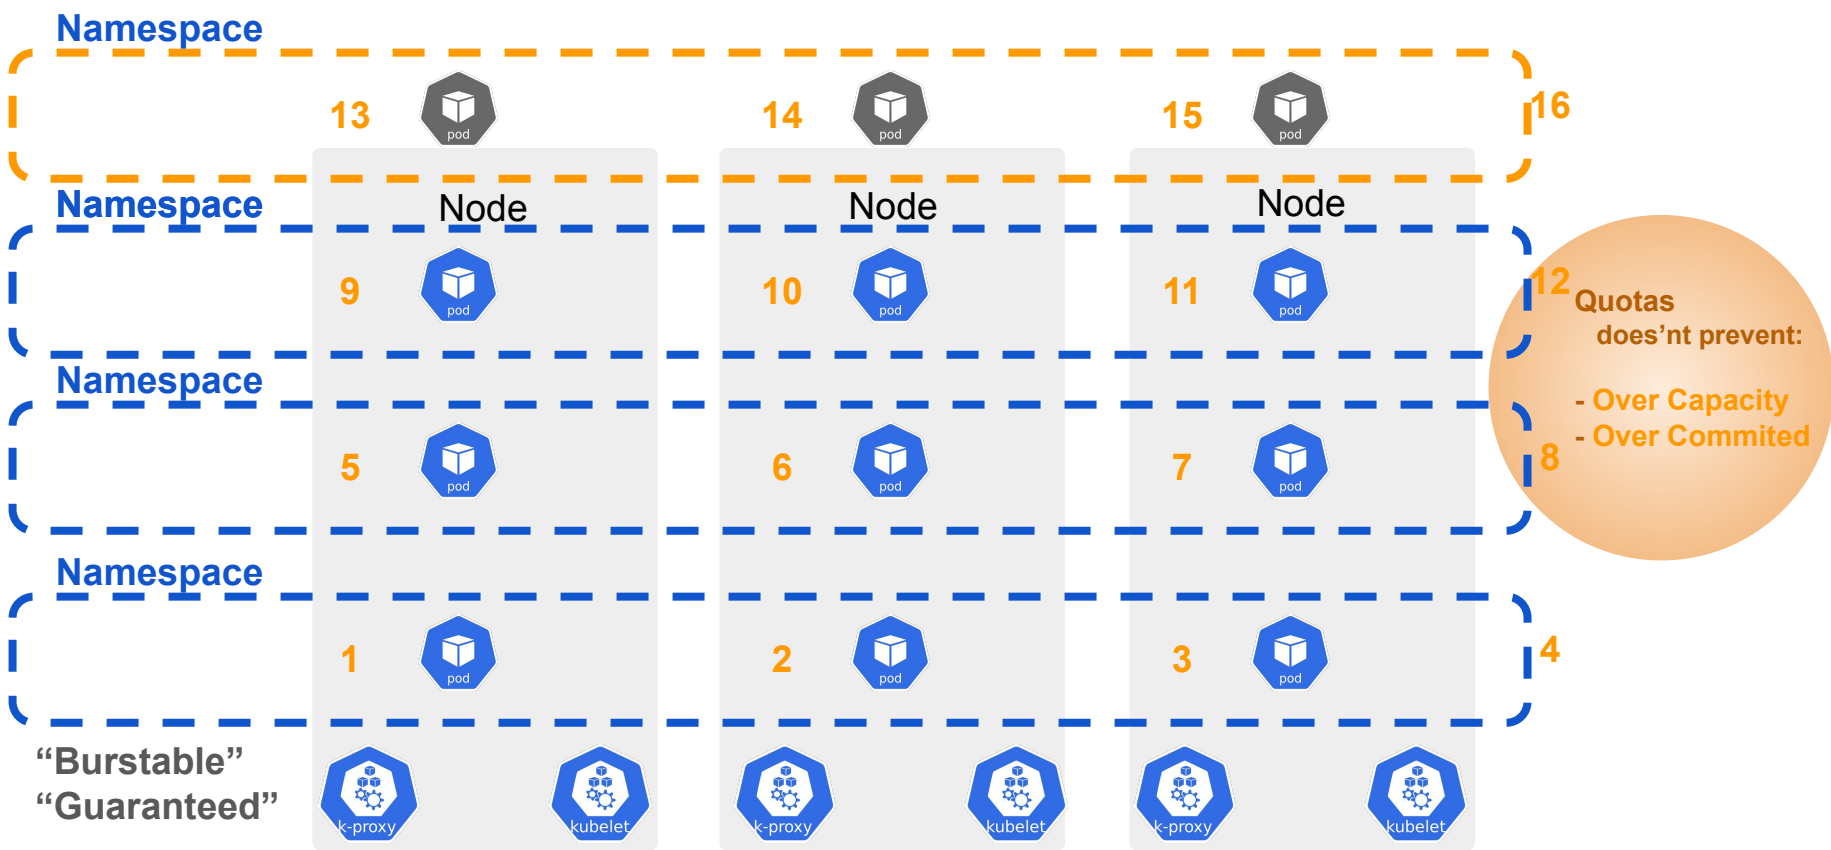 Namespace
13 pod 14 pod 15 pod 16
Namespace Node Node Node
9 pod 10 pod 11 pod 12
Quotas
does'nt prevent:
- Over Capacity
- Over Commited
Namespace
5 pod 6 pod 7 pod 8
Namespace
1 pod 2 pod 3 pod 4
“Burstable”
“Guaranteed”
k-proxy kubelet k-proxy kubelet k-proxy kubelet